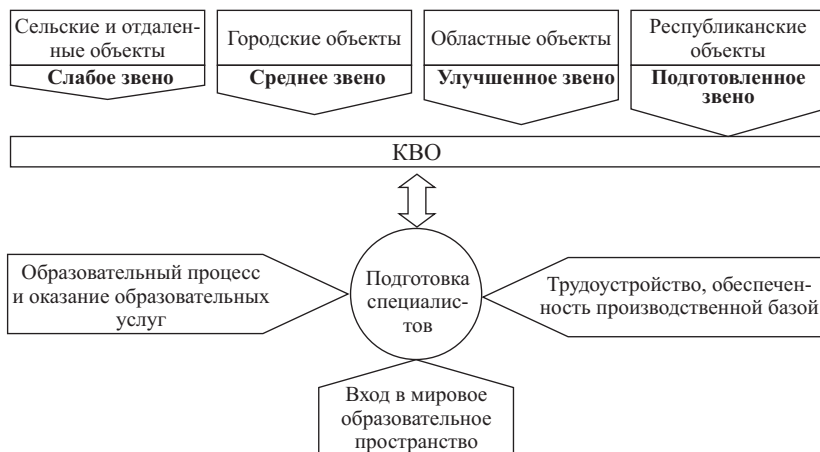 Сельские и отдален-
ные объекты
Слабое звено
Городские объекты
Среднее звено
Областные объекты
Улучшенное звено
Республиканские
объекты
Подготовленное
звено
КВО
Образовательный процесс
и оказание образовательных
услуг
Подготовка
специалис-
тов
Трудоустройство, обеспечен-
ность производственной базой
Вход в мировое
образовательное
пространство